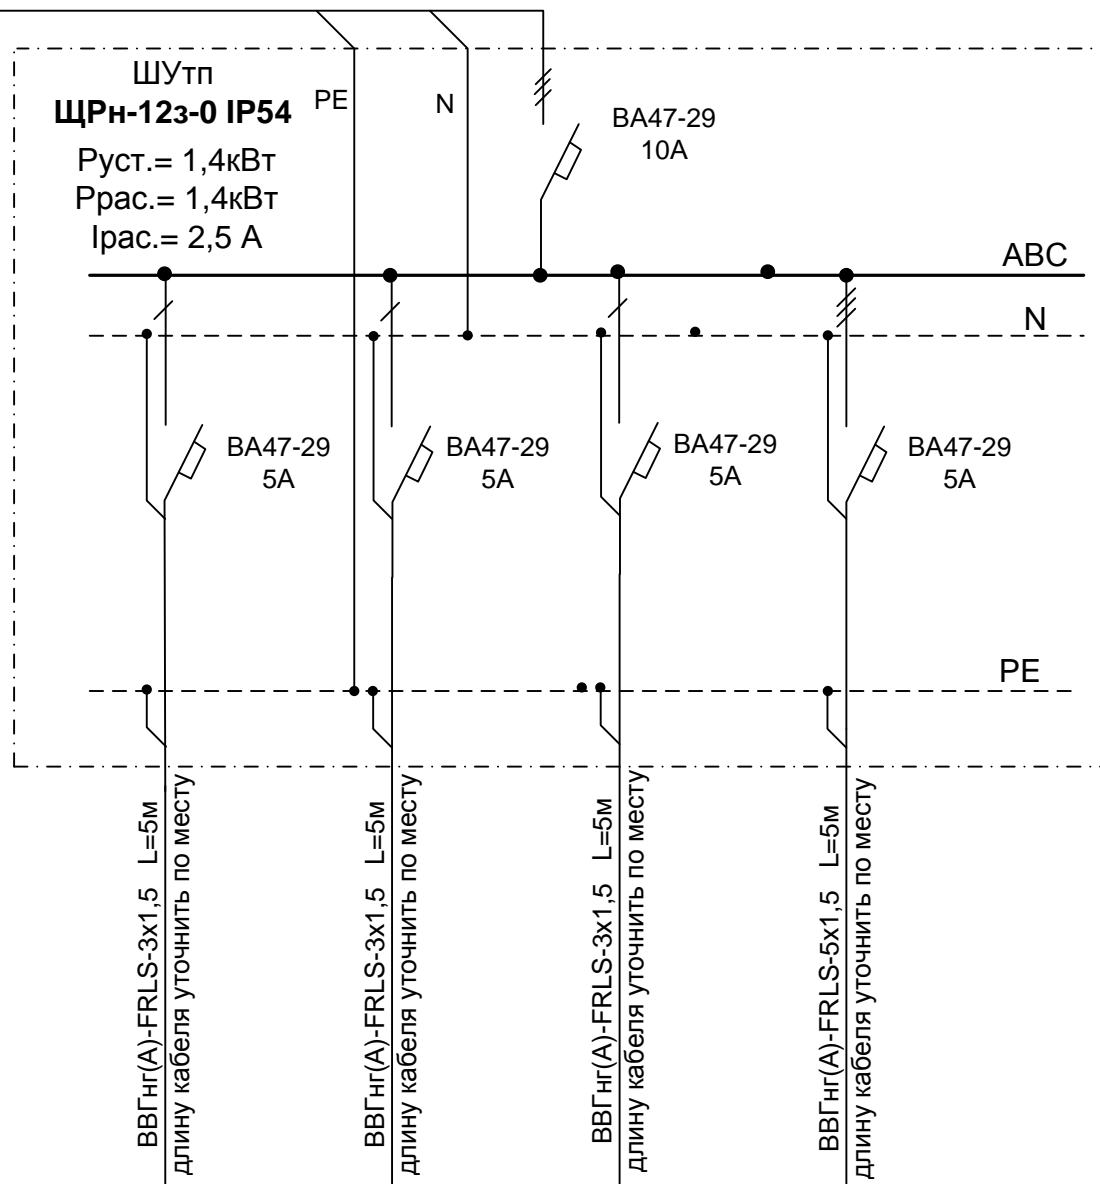 ШУтп
ЩРн-12з-0 IP54
Pуст.= 1,4кВт
Pрас.= 1,4кВт
Iрас.= 2,5 А
PE
N
ВА47-29
10А
ABC
N
ВА47-29
5А
ВА47-29
5А
ВА47-29
5А
ВА47-29
5А
PE
ВВГнг(А)-FRLS-3х1,5 L=5м
длину кабеля уточнить по месту
ВВГнг(А)-FRLS-3х1,5 L=5м
длину кабеля уточнить по месту
ВВГнг(А)-FRLS-3х1,5 L=5м
длину кабеля уточнить по месту
ВВГнг(А)-FRLS-5х1,5 L=5м
длину кабеля уточнить по месту